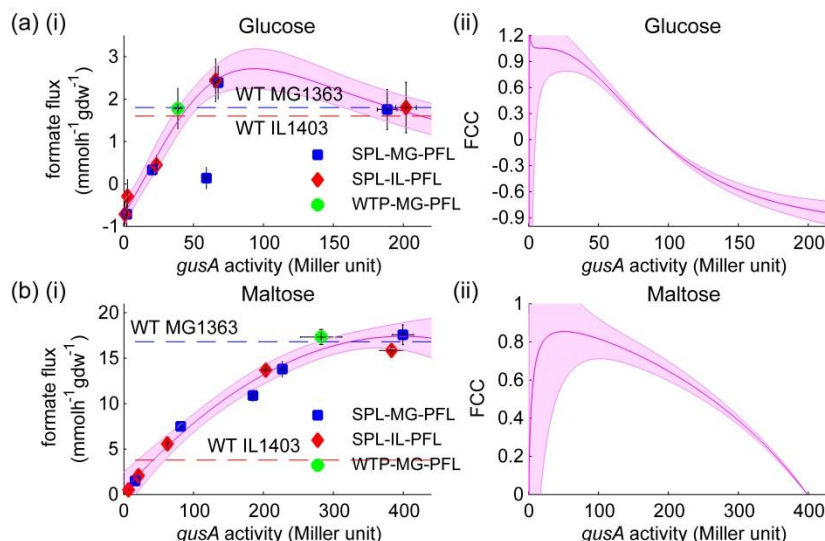 (a) (i) Glucose
formate flux
(mmolh⁻¹ gdw⁻¹)
4
3
2
1
0
-1
WT MG1363
WT IL1403
SPL-MG-PFL
SPL-IL-PFL
WTP-MG-PFL
0 50 100 150 200
gusA activity (Miller unit)
(ii) Glucose
FCC
1.2
0.9
0.6
0.3
0
-0.3
-0.6
-0.9
0 50 100 150 200
gusA activity (Miller unit)
(b) (i) Maltose
formate flux
(mmolh⁻¹ gdw⁻¹)
20
15
10
5
0
WT MG1363
WT IL1403
SPL-MG-PFL
SPL-IL-PFL
WTP-MG-PFL
0 100 200 300 400
gusA activity (Miller unit)
(ii) Maltose
FCC
1
0.8
0.6
0.4
0.2
0
0 100 200 300 400
gusA activity (Miller unit)